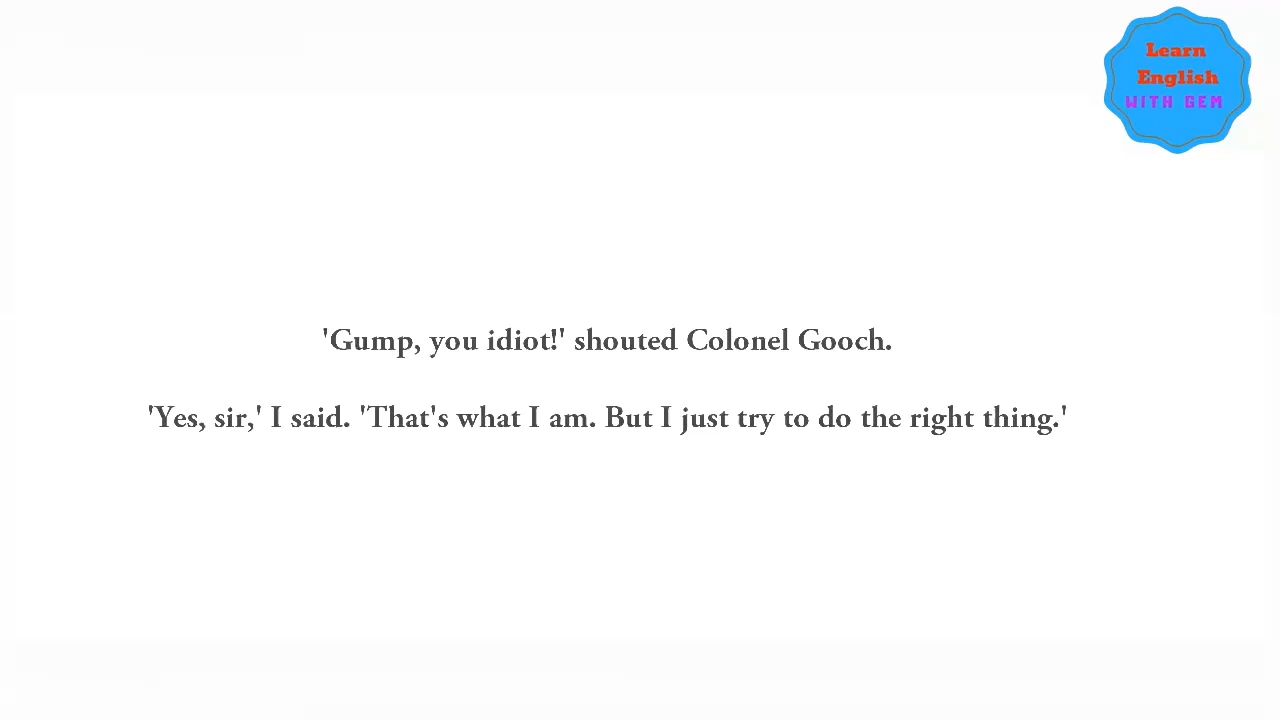 Learn
English
WITH GEM
'Gump, you idiot!' shouted Colonel Gooch.
'Yes, sir,' I said. 'That's what I am. But I just try to do the right thing.'